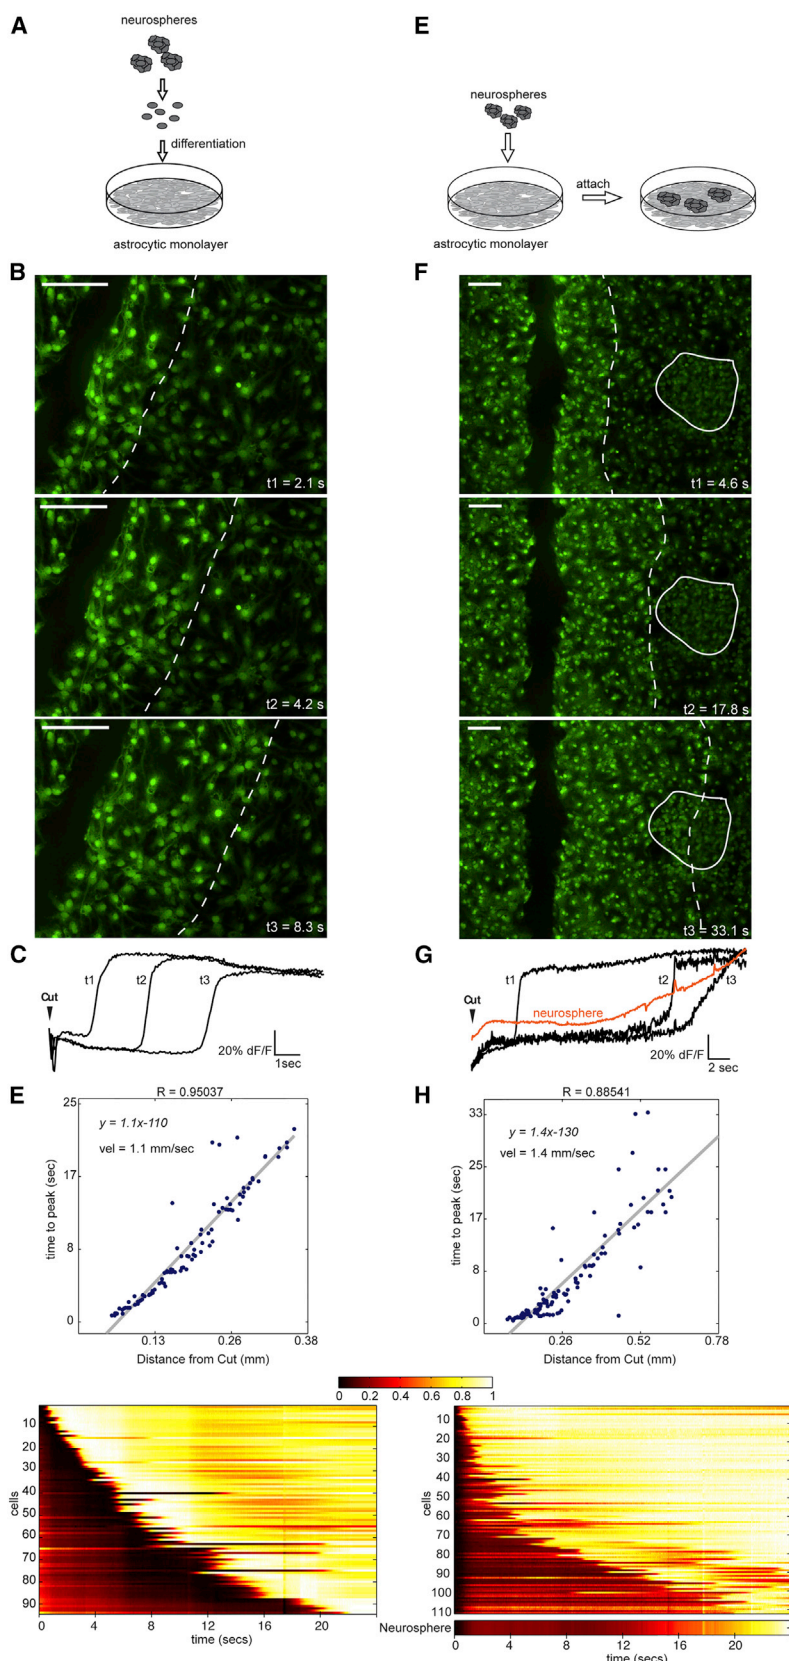 A
neurospheres
differentiation
astrocytic monolayer
E
neurospheres
attach
astrocytic monolayer
B
t1 = 2.1 s
t2 = 4.2 s
t3 = 8.3 s
F
t1 = 4.6 s
t2 = 17.8 s
t3 = 33.1 s
C
t1
t2
t3
Cut
20% dF/F
1sec
G
t1
t2
t3
neurosphere
Cut
20% dF/F
2 sec
E
R = 0.95037
y = 1.1x-110
vel = 1.1 mm/sec
time to peak (sec)
25
17
8
0
0.13
0.26
0.38
Distance from Cut (mm)
H
R = 0.88541
y = 1.4x-130
vel = 1.4 mm/sec
time to peak (sec)
33
25
17
8
0
0.26
0.52
0.78
Distance from Cut (mm)
0 0.2 0.4 0.6 0.8 1
cells
10
20
30
40
50
60
70
80
90
0 4 8 12 16 20
time (secs)
cells
10
20
30
40
50
60
70
80
90
100
110
Neurosphere
0 4 8 12 16 20
time (secs)